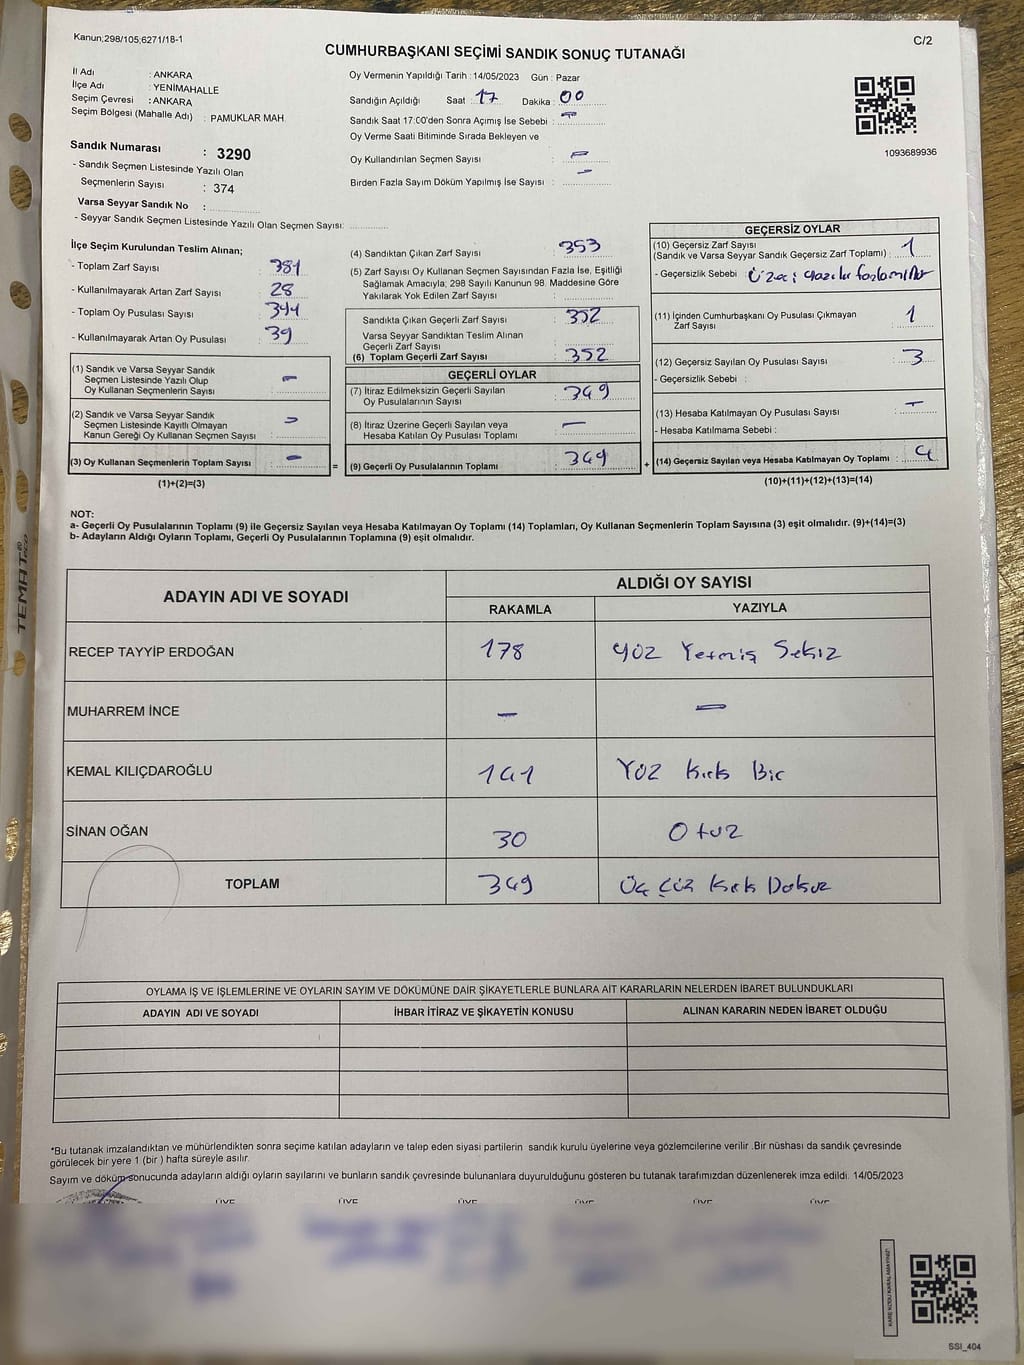 Kanun;298/105;6271/18-1
C/2
CUMHURBAŞKANI SEÇİMİ SANDIK SONUÇ TUTANAĞI
İl Adı : ANKARA
İlçe Adı : YENİMAHALLE
Seçim Çevresi : ANKARA
Seçim Bölgesi (Mahalle Adı) : PAMUKLAR MAH.
Oy Vermenin Yapıldığı Tarih : 14/05/2023 Gün : Pazar
Sandığın Açıldığı Saat : 17 Dakika : 00
Sandık Saat 17:00'den Sonra Açımış İse Sebebi : -
Oy Verme Saati Bitiminde Sırada Bekleyen ve
Oy Kullandırılan Seçmen Sayısı : -
Birden Fazla Sayım Döküm Yapılmış İse Sayısı : -
1093689936
Sandık Numarası : 3290
- Sandık Seçmen Listesinde Yazılı Olan
Seçmenlerin Sayısı : 374
Varsa Seyyar Sandık No :
- Seyyar Sandık Seçmen Listesinde Yazılı Olan Seçmen Sayısı:
İlçe Seçim Kurulundan Teslim Alınan;
- Toplam Zarf Sayısı : 381
- Kullanılmayarak Artan Zarf Sayısı : 28
- Toplam Oy Pusulası Sayısı : 344
- Kullanılmayarak Artan Oy Pusulası : 39
(1) Sandık ve Varsa Seyyar Sandık
Seçmen Listesinde Yazılı Olup
Oy Kullanan Seçmenlerin Sayısı : -
(2) Sandık ve Varsa Seyyar Sandık
Seçmen Listesinde Kayıtlı Olmayan
Kanun Gereği Oy Kullanan Seçmen Sayısı : -
(3) Oy Kullanan Seçmenlerin Toplam Sayısı : -
(1)+(2)=(3)
=
(4) Sandıktan Çıkan Zarf Sayısı : 353
(5) Zarf Sayısı Oy Kullanan Seçmen Sayısından Fazla İse, Eşitliği
Sağlamak Amacıyla; 298 Sayılı Kanunun 98. Maddesine Göre
Yakılarak Yok Edilen Zarf Sayısı :
Sandıkta Çıkan Geçerli Zarf Sayısı : 352
Varsa Seyyar Sandıktan Teslim Alınan
Geçerli Zarf Sayısı :
(6) Toplam Geçerli Zarf Sayısı : 352
GEÇERLİ OYLAR
(7) İtiraz Edilmeksizin Geçerli Sayılan
Oy Pusulalarının Sayısı : 349
(8) İtiraz Üzerine Geçerli Sayılan veya
Hesaba Katılan Oy Pusulası Toplamı : -
(9) Geçerli Oy Pusulalarının Toplamı : 349
+
GEÇERSİZ OYLAR
(10) Geçersiz Zarf Sayısı : 1
(Sandık ve Varsa Seyyar Sandık Geçersiz Zarf Toplamı)
- Geçersizlik Sebebi : Üzeri yazılı
(11) İçinden Cumhurbaşkanı Oy Pusulası Çıkmayan
Zarf Sayısı : 1
(12) Geçersiz Sayılan Oy Pusulası Sayısı : 3
- Geçersizlik Sebebi :
(13) Hesaba Katılmayan Oy Pusulası Sayısı : -
- Hesaba Katılmama Sebebi :
(14) Geçersiz Sayılan veya Hesaba Katılmayan Oy Toplamı : 4
(10)+(11)+(12)+(13)=(14)
NOT:
a- Geçerli Oy Pusulalarının Toplamı (9) ile Geçersiz Sayılan veya Hesaba Katılmayan Oy Toplamı (14) Toplamları, Oy Kullanan Seçmenlerin Toplam Sayısına (3) eşit olmalıdır. (9)+(14)=(3)
b- Adayların Aldığı Oyların Toplamı, Geçerli Oy Pusulalarının Toplamına (9) eşit olmalıdır.
ADAYIN ADI VE SOYADI
ALDIĞI OY SAYISI
RAKAMLA YAZIYLA
RECEP TAYYİP ERDOĞAN 178 Yüz Yetmiş Sekiz
MUHARREM İNCE - -
KEMAL KILIÇDAROĞLU 141 Yüz Kırk Bir
SİNAN OĞAN 30 Otuz
TOPLAM 349 Üç Yüz Kırk Dokuz
OYLAMA İŞ VE İŞLEMLERİNE VE OYLARIN SAYIM VE DÖKÜMÜNE DAİR ŞİKAYETLERLE BUNLARA AİT KARARLARIN NELERDEN İBARET BULUNDUKLARI
ADAYIN ADI VE SOYADI İHBAR İTİRAZ VE ŞİKAYETİN KONUSU ALINAN KARARIN NEDEN İBARET OLDUĞU
*Bu tutanak imzalandıktan ve mühürlendikten sonra seçime katılan adayların ve talep eden siyasi partilerin sandık kurulu üyelerine veya gözlemcilerine verilir .Bir nüshası da sandık çevresinde
görülecek bir yere 1 (bir ) hafta süreyle asılır.
Sayım ve döküm sonucunda adayların aldığı oyların sayılarını ve bunların sandık çevresinde bulunanlara duyurulduğunu gösteren bu tutanak tarafımızdan düzenlenerek imza edildi. 14/05/2023
ÜYE ÜYE ÜYE ÜYE ÜYE ÜYE
KARE KODU KARALAMAYINIZ!
SSI_404
TEMAT